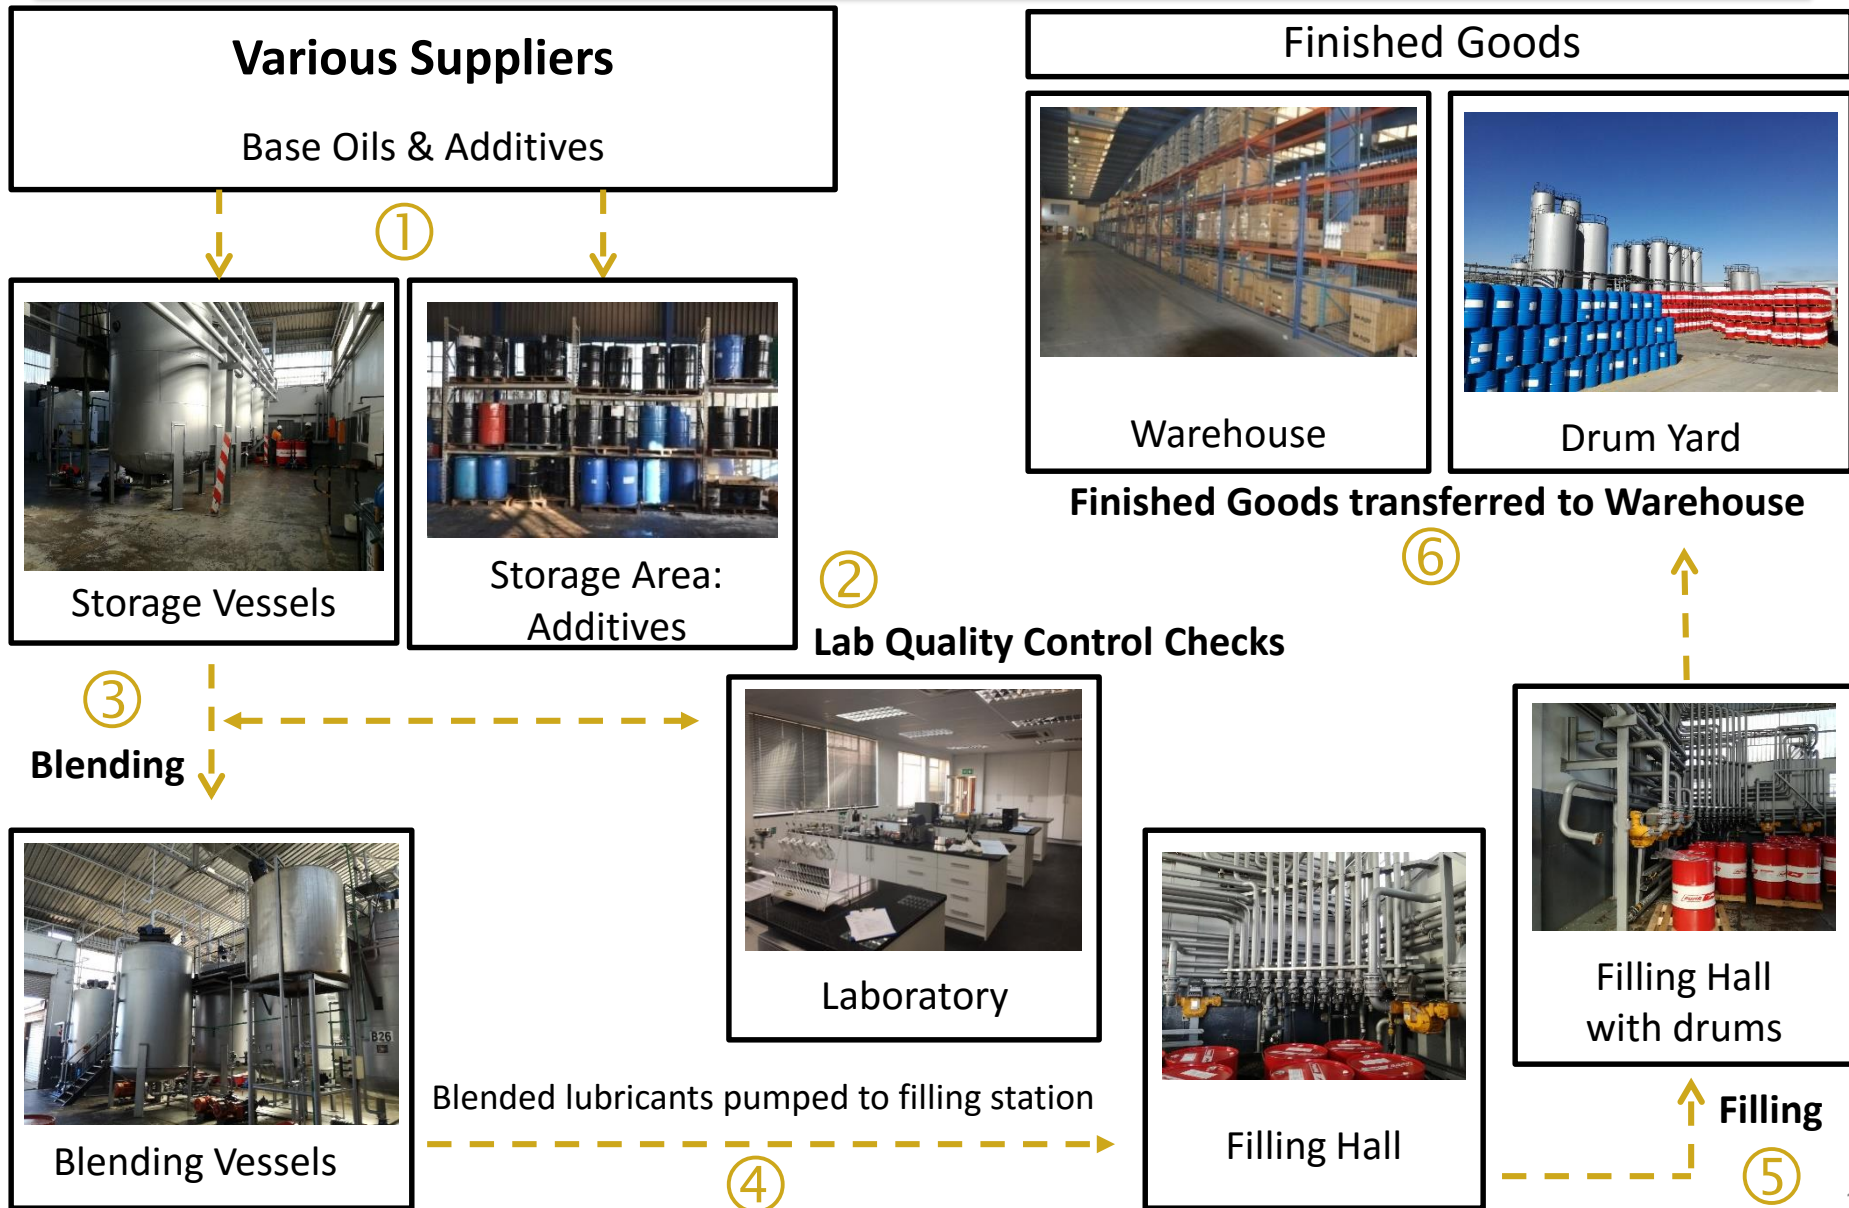 Various Suppliers
Base Oils & Additives
①
Storage Vessels
Storage Area:
Additives
②
Lab Quality Control Checks
③
Blending
Laboratory
Blending Vessels
Blended lubricants pumped to filling station
④
Filling Hall
Filling Hall
with drums
Filling
⑤
Finished Goods
Warehouse
Drum Yard
Finished Goods transferred to Warehouse
⑥
B26